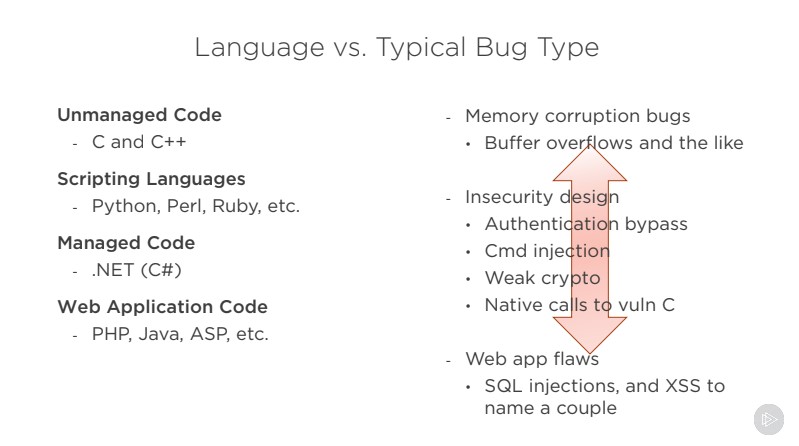 Language vs. Typical Bug Type
Unmanaged Code
- C and C++
Scripting Languages
- Python, Perl, Ruby, etc.
Managed Code
- .NET (C#)
Web Application Code
- PHP, Java, ASP, etc.
- Memory corruption bugs
• Buffer overflows and the like
- Insecurity design
• Authentication bypass
• Cmd injection
• Weak crypto
• Native calls to vuln C
- Web app flaws
• SQL injections, and XSS to
name a couple